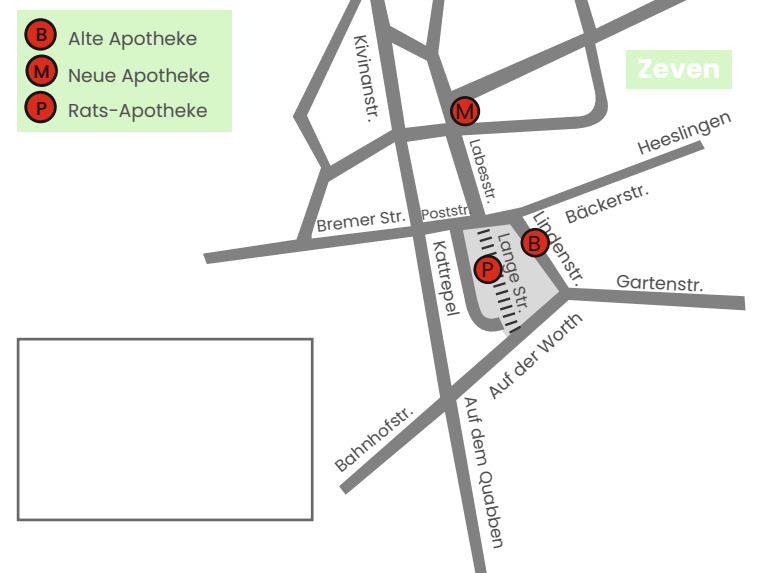 B Alte Apotheke
M Neue Apotheke
P Rats-Apotheke
Zeven
Kivinanstr.
M
Labesstr.
Heeslingen
Bäckerstr.
Bremer Str.
Poststr.
Lindenstr.
B
Lange Str.
P
Kattrepel
Gartenstr.
Auf der Worth
Bahnhofstr.
Auf dem Quabben